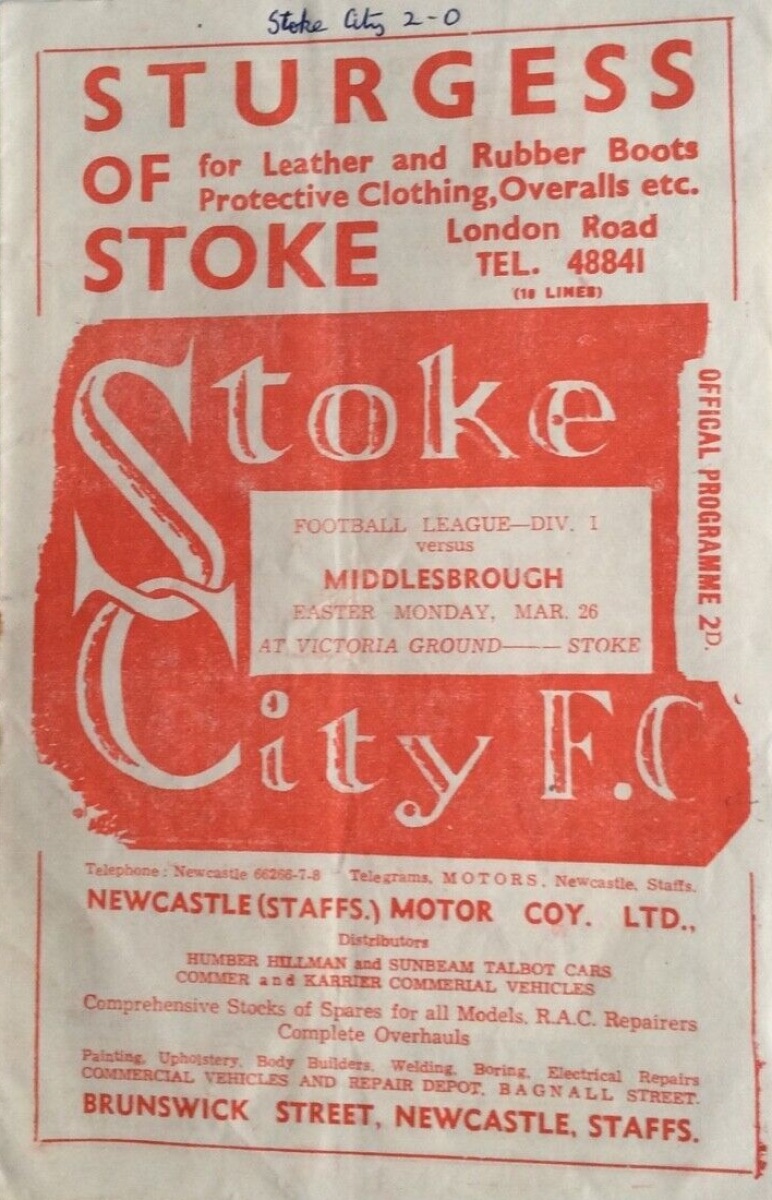 Stoke City 2-0
STURGESS
OF
for Leather and Rubber Boots
Protective Clothing, Overalls etc.
STOKE
London Road
TEL. 48841
(10 LINES)
Stoke
OFFICAL PROGRAMME 2D.
FOOTBALL LEAGUE—DIV. I
versus
MIDDLESBROUGH
EASTER MONDAY, MAR. 26
AT VICTORIA GROUND—— STOKE
City F.C
Telephone: Newcastle 66266-7-8 Telegrams, MOTORS, Newcastle, Staffs.
NEWCASTLE (STAFFS.) MOTOR COY. LTD.,
Distributors
HUMBER HILLMAN and SUNBEAM TALBOT CARS
COMMER and KARRIER COMMERIAL VEHICLES
Comprehensive Stocks of Spares for all Models. R.A.C. Repairers
Complete Overhauls
Painting, Upholstery, Body Builders, Welding, Boring, Electrical Repairs
COMMERCIAL VEHICLES AND REPAIR DEPOT, BAGNALL STREET.
BRUNSWICK STREET, NEWCASTLE, STAFFS.